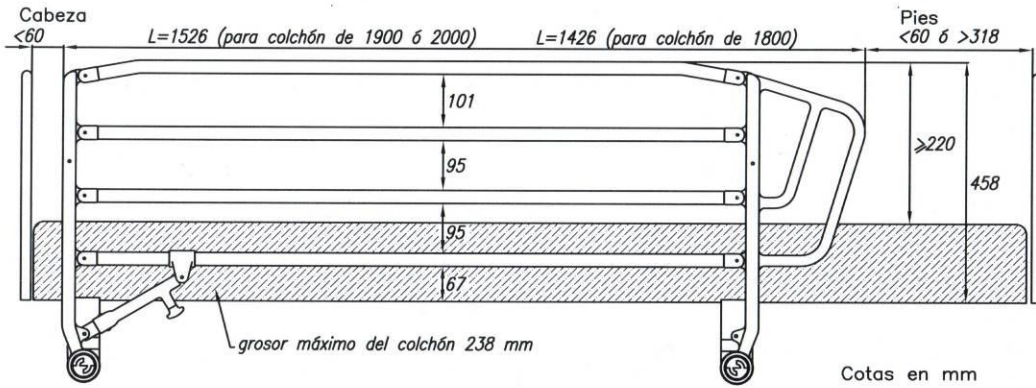 Cabeza
<60
L=1526 (para colchón de 1900 ó 2000)
L=1426 (para colchón de 1800)
Pies
<60 ó >318
101
95
95
67
⩾220
458
grosor máximo del colchón 238 mm
Cotas en mm